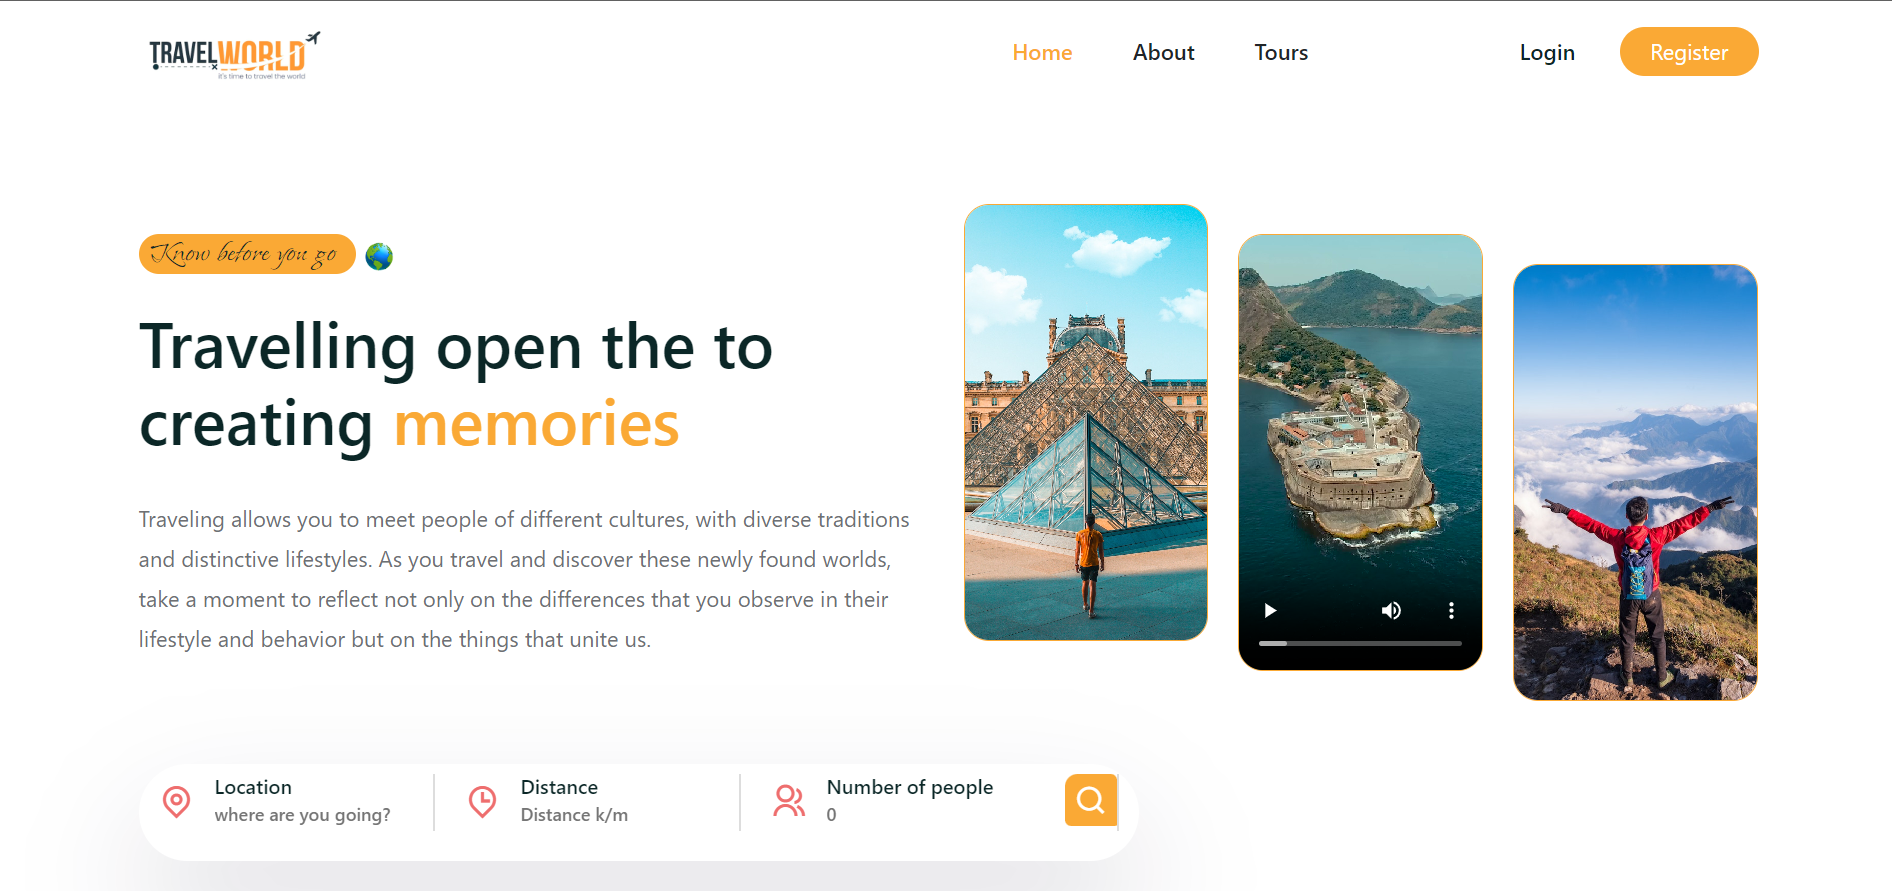 TRAVELWORLD
it's time to travel the world
Home About Tours Login Register
Know before you go
Travelling open the to
creating memories
Traveling allows you to meet people of different cultures, with diverse traditions
and distinctive lifestyles. As you travel and discover these newly found worlds,
take a moment to reflect not only on the differences that you observe in their
lifestyle and behavior but on the things that unite us.
Location
where are you going?
Distance
Distance k/m
Number of people
0